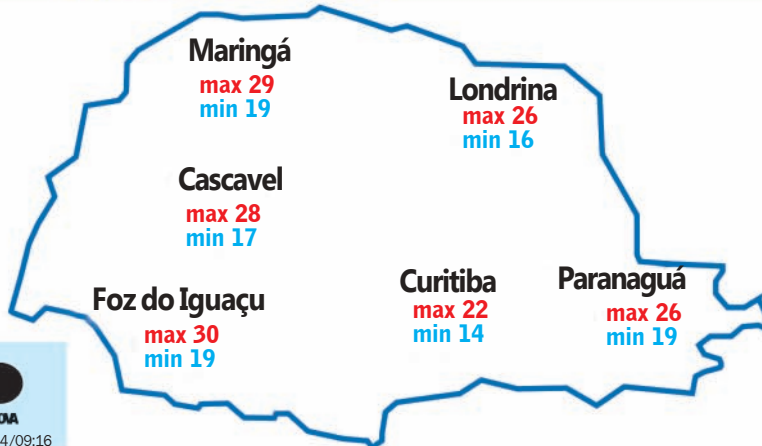 Maringá
max 29
min 19
Londrina
max 26
min 16
Cascavel
max 28
min 17
Foz do Iguaçu
max 30
min 19
Curitiba
max 22
min 14
Paranaguá
max 26
min 19
4/09:16